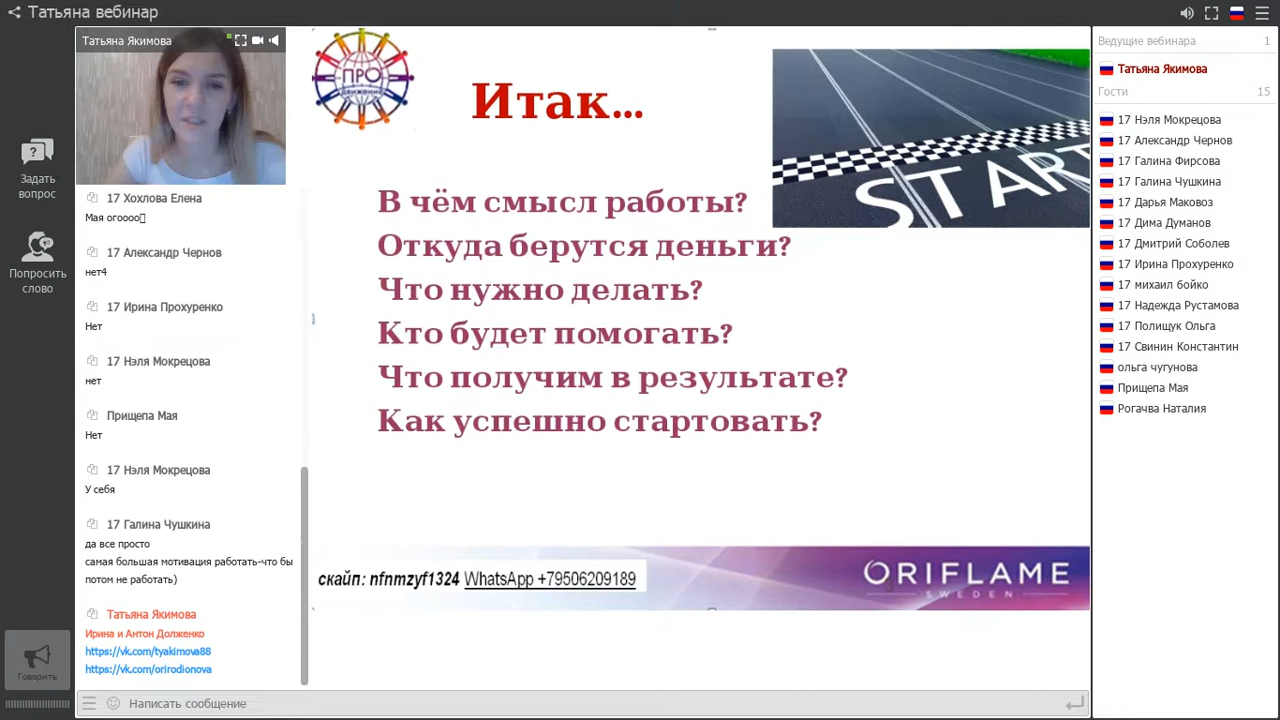 Татьяна вебинар
Татьяна Якимова
Задать
вопрос
Попросить
слово
Говорить
17 Хохлова Елена
Мая огоооо
17 Александр Чернов
нет4
17 Ирина Прохуренко
Нет
17 Нэля Мокрецова
нет
Прищепа Мая
Нет
17 Нэля Мокрецова
У себя
17 Галина Чушкина
да все просто
самая большая мотивация работать-что бы
потом не работать)
Татьяна Якимова
Ирина и Антон Долженко
https://vk.com/tyakimova88
https://vk.com/orirodionova
Написать сообщение
ПРО
Движение
Итак...
START
В чём смысл работы?
Откуда берутся деньги?
Что нужно делать?
Кто будет помогать?
Что получим в результате?
Как успешно стартовать?
скайп: nfnmzyf1324 WhatsApp +79506209189
ORIFLAME
SWEDEN
Ведущие вебинара 1
Татьяна Якимова
Гости 15
17 Нэля Мокрецова
17 Александр Чернов
17 Галина Фирсова
17 Галина Чушкина
17 Дарья Маковоз
17 Дима Думанов
17 Дмитрий Соболев
17 Ирина Прохуренко
17 михаил бойко
17 Надежда Рустамова
17 Полищук Ольга
17 Свинин Константин
ольга чугунова
Прищепа Мая
Рогачва Наталия